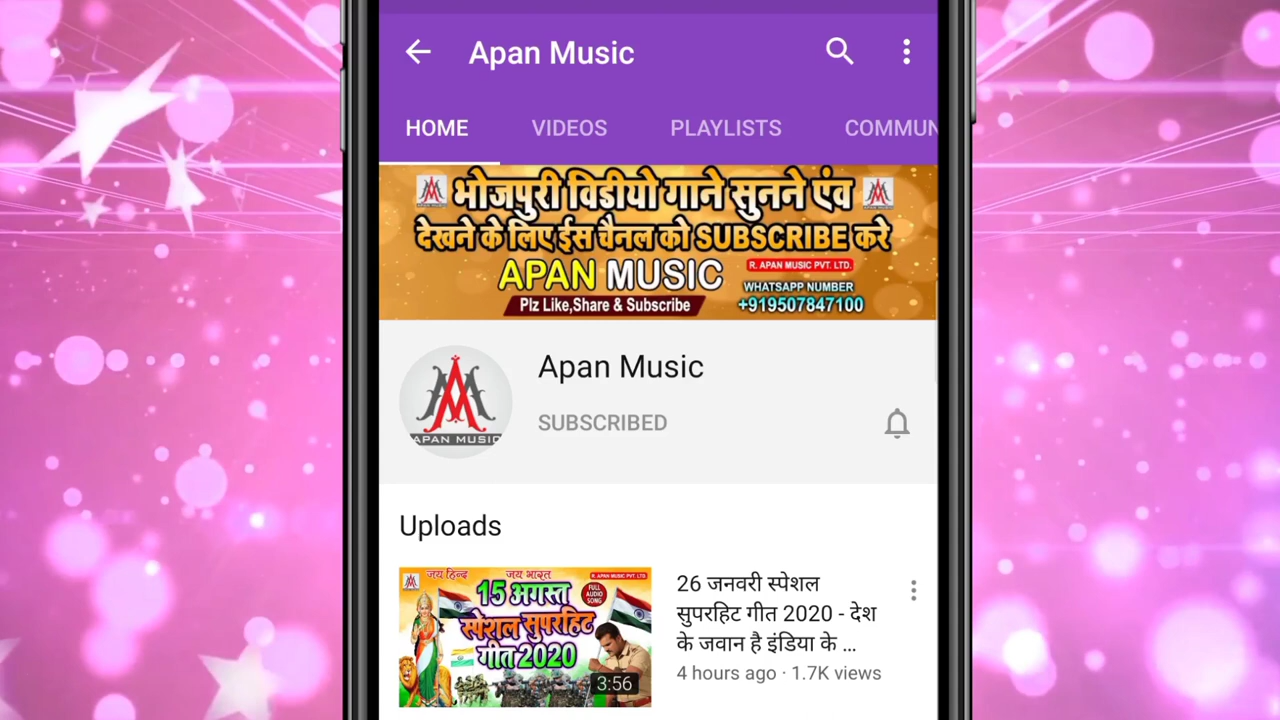 Apan Music
HOME VIDEOS PLAYLISTS COMMUN
भोजपुरी विडीयो गाने सुनने एंव
देखने के लिए ईस चैनल को SUBSCRIBE करे
APAN MUSIC
R. APAN MUSIC PVT. LTD.
WHATSAPP NUMBER
+919507847100
Plz Like,Share & Subscribe
Apan Music
SUBSCRIBED
APAN MUSIC
Uploads
जय हिन्द जय भारत
R. APAN MUSIC PVT. LTD
15 अगस्त
FULL
AUDIO
SONG
स्पेशल सुपरहिट
गीत 2020
3:56
26 जनवरी स्पेशल
सुपरहिट गीत 2020 - देश
के जवान है इंडिया के ...
4 hours ago · 1.7K views